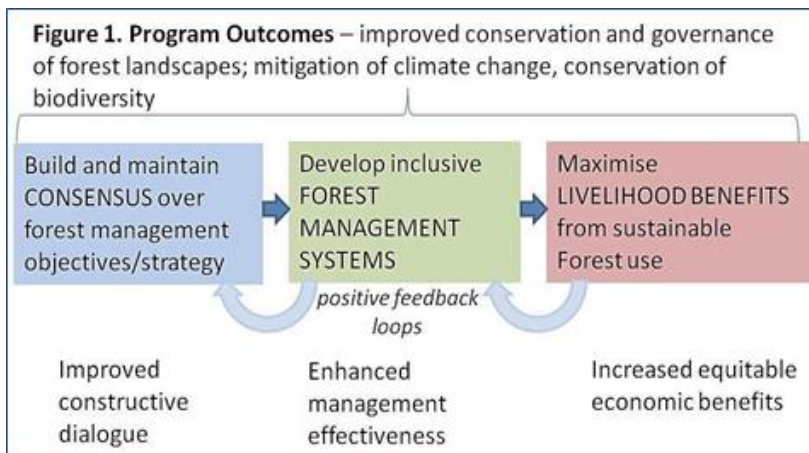 Figure 1. Program Outcomes – improved conservation and governance
of forest landscapes; mitigation of climate change, conservation of
biodiversity
Build and maintain
CONSENSUS over
forest management
objectives/strategy
Develop inclusive
FOREST
MANAGEMENT
SYSTEMS
Maximise
LIVELIHOOD BENEFITS
from sustainable
Forest use
positive feedback
loops
Improved
constructive
dialogue
Enhanced
management
effectiveness
Increased equitable
economic benefits